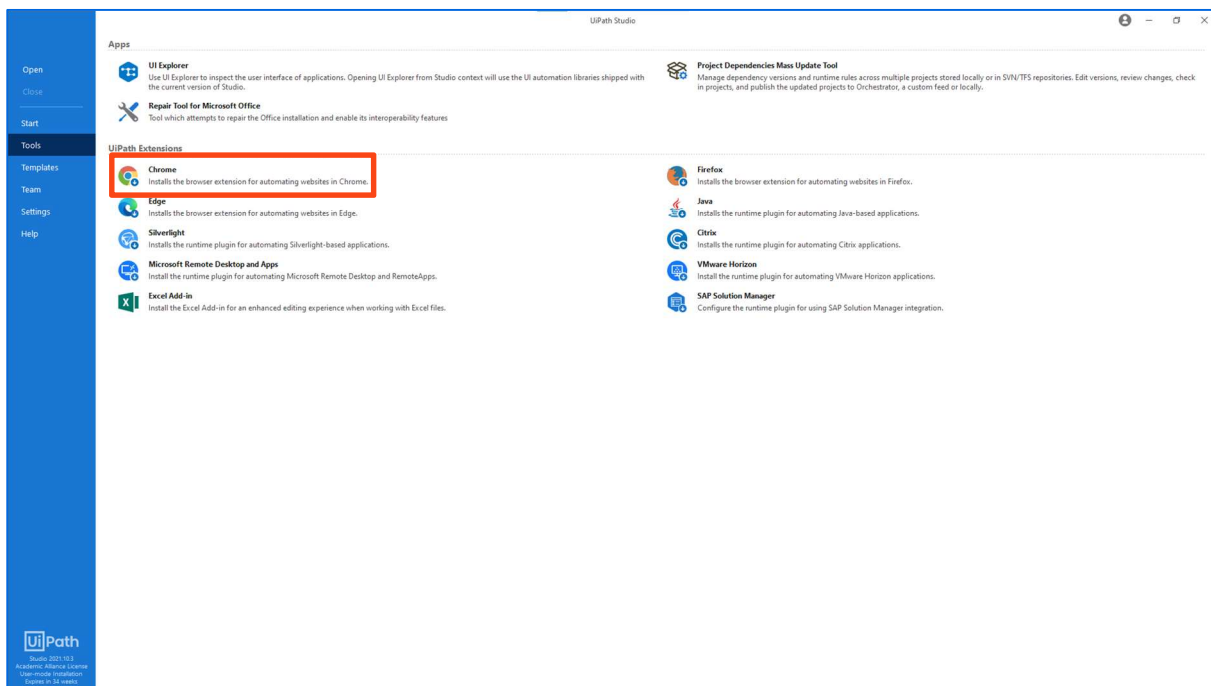 UiPath Studio
Open
Close
Start
Tools
Templates
Team
Settings
Help
Apps
UI Explorer
Use UI Explorer to inspect the user interface of applications. Opening UI Explorer from Studio context will use the UI automation libraries shipped with
the current version of Studio.
Project Dependencies Mass Update Tool
Manage dependency versions and runtime rules across multiple projects stored locally or in SVN/TFS repositories. Edit versions, review changes, check
in projects, and publish the updated projects to Orchestrator, a custom feed or locally.
Repair Tool for Microsoft Office
Tool which attempts to repair the Office installation and enable its interoperability features
UiPath Extensions
Chrome
Installs the browser extension for automating websites in Chrome.
Firefox
Installs the browser extension for automating websites in Firefox.
Edge
Installs the browser extension for automating websites in Edge.
Java
Installs the runtime plugin for automating Java-based applications.
Silverlight
Installs the runtime plugin for automating Silverlight-based applications.
Citrix
Installs the runtime plugin for automating Citrix applications.
Microsoft Remote Desktop and Apps
Install the runtime plugin for automating Microsoft Remote Desktop and RemoteApps.
VMware Horizon
Install the runtime plugin for automating VMware Horizon applications.
Excel Add-in
Install the Excel Add-in for an enhanced editing experience when working with Excel files.
SAP Solution Manager
Configure the runtime plugin for using SAP Solution Manager integration.
UiPath
Studio 2021.10.3
Academic Alliance License
User-mode Installation
Expires in 34 weeks